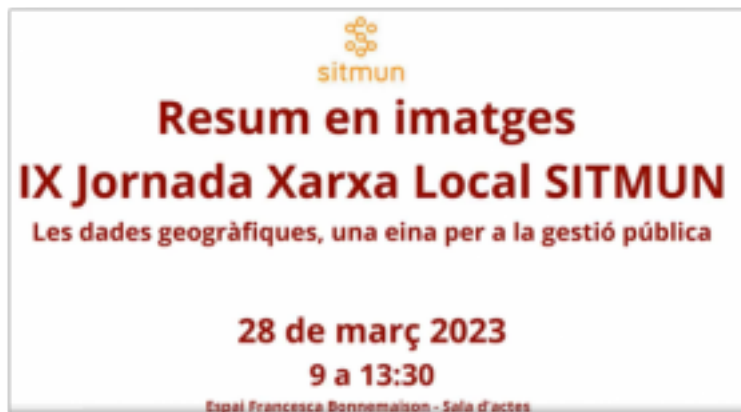 sitmun
Resum en imatges
IX Jornada Xarxa Local SITMUN
Les dades geogràfiques, una eina per a la gestió pública
28 de març 2023
9 a 13:30
Espai Francesca Bonnemaison - Sala d'actes